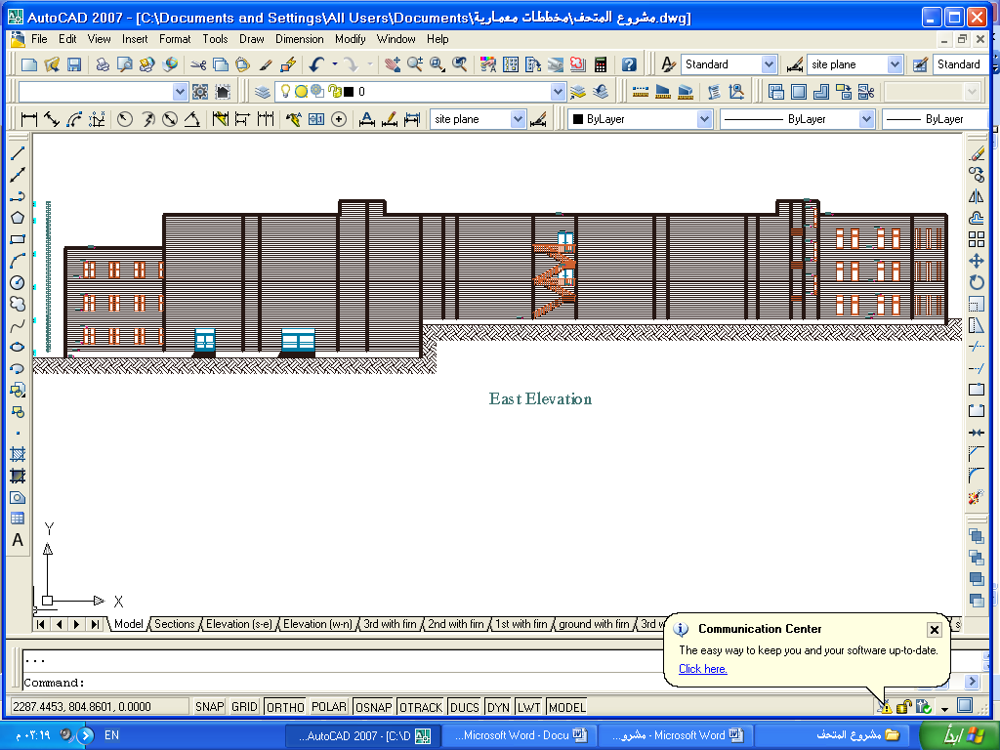 AutoCAD 2007 - [C:\Documents and Settings\All Users\Documents\مخططات معمارية\مشروع المتحف.dwg]
File Edit View Insert Format Tools Draw Dimension Modify Window Help
Standard site plane Standard
0
site plane ByLayer ByLayer ByLayer
East Elevation
Y
X
Model Sections Elevation (s-e) Elevation (w-n) 3rd with firn 2nd with firn 1st with firn ground with firn 3rd
Communication Center
The easy way to keep you and your software up-to-date.
Click here.
...
Command:
2287.4453, 804.8601, 0.0000 SNAP GRID ORTHO POLAR OSNAP OTRACK DUCS DYN LWT MODEL
٠٣:١٩ م EN ...AutoCAD 2007 - [C:\D ...Microsoft Word - Docu ...مشرو - Microsoft Word مشروع المتحف ابدأ